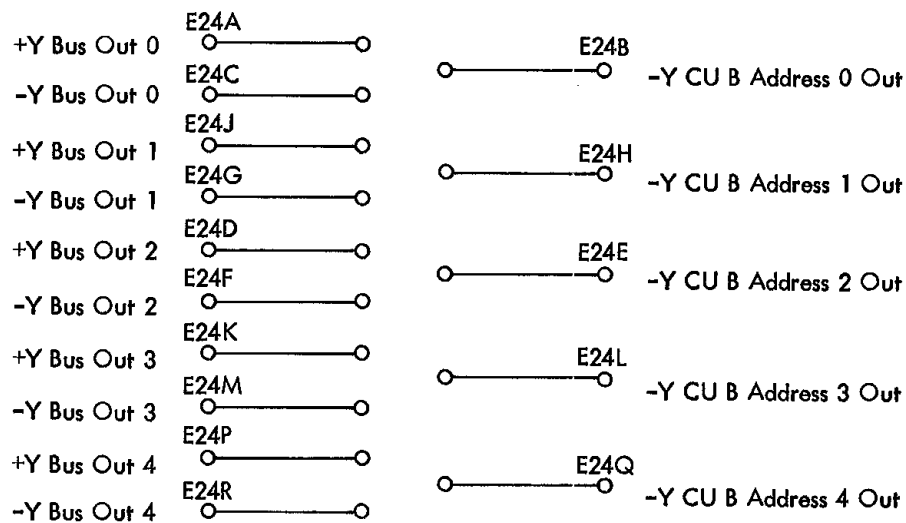 +Y Bus Out 0 E24A
-Y Bus Out 0 E24C
+Y Bus Out 1 E24J
-Y Bus Out 1 E24G
+Y Bus Out 2 E24D
-Y Bus Out 2 E24F
+Y Bus Out 3 E24K
-Y Bus Out 3 E24M
+Y Bus Out 4 E24P
-Y Bus Out 4 E24R
E24B -Y CU B Address 0 Out
E24H -Y CU B Address 1 Out
E24E -Y CU B Address 2 Out
E24L -Y CU B Address 3 Out
E24Q -Y CU B Address 4 Out